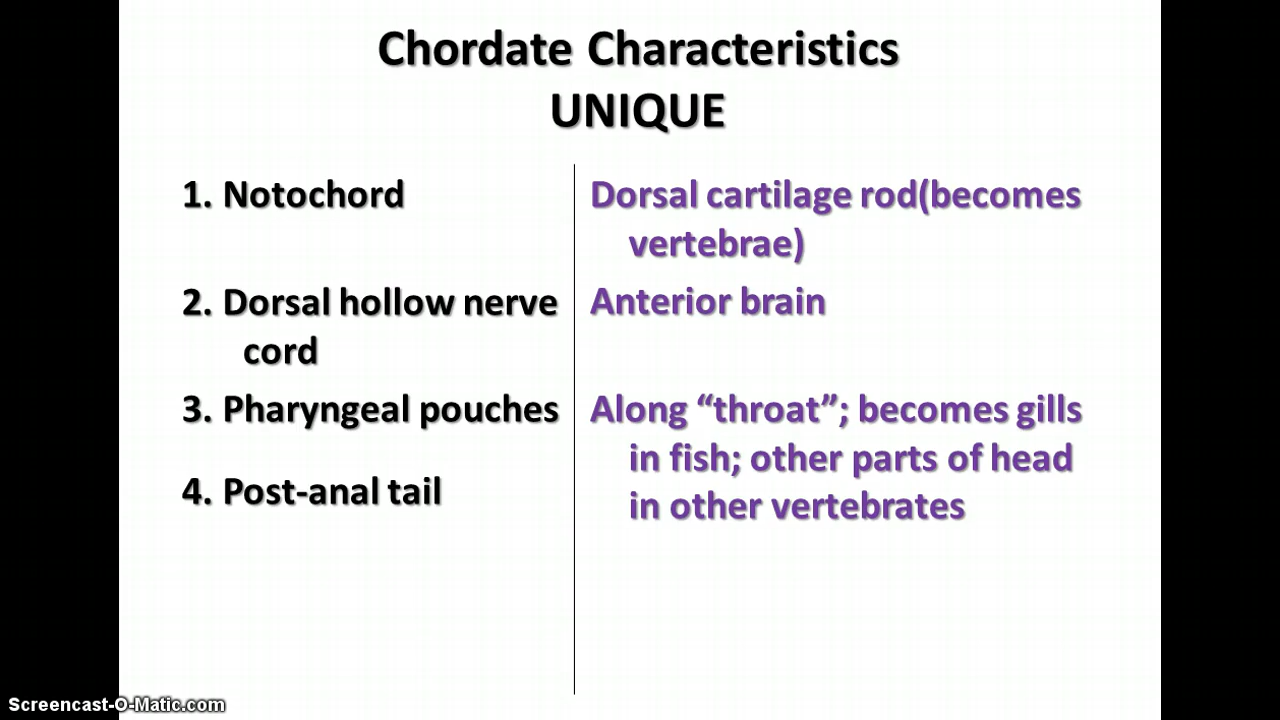 Chordate Characteristics
UNIQUE
1. Notochord
Dorsal cartilage rod(becomes
vertebrae)
2. Dorsal hollow nerve
cord
Anterior brain
3. Pharyngeal pouches
Along “throat”; becomes gills
in fish; other parts of head
in other vertebrates
4. Post-anal tail
Screencast-O-Matic.com